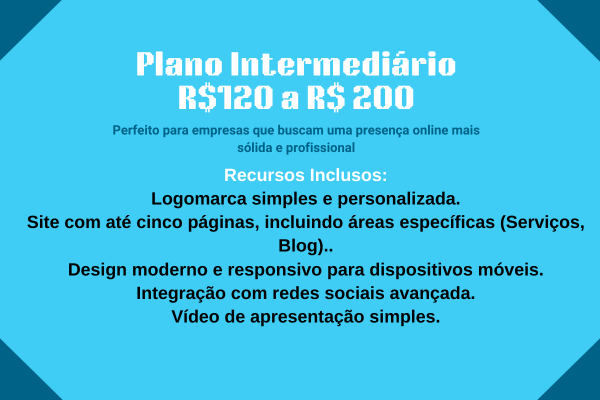 Plano Intermediário
R$120 a R$ 200
Perfeito para empresas que buscam uma presença online mais
sólida e profissional
Recursos Inclusos:
Logomarca simples e personalizada.
Site com até cinco páginas, incluindo áreas específicas (Serviços,
Blog)..
Design moderno e responsivo para dispositivos móveis.
Integração com redes sociais avançada.
Vídeo de apresentação simples.